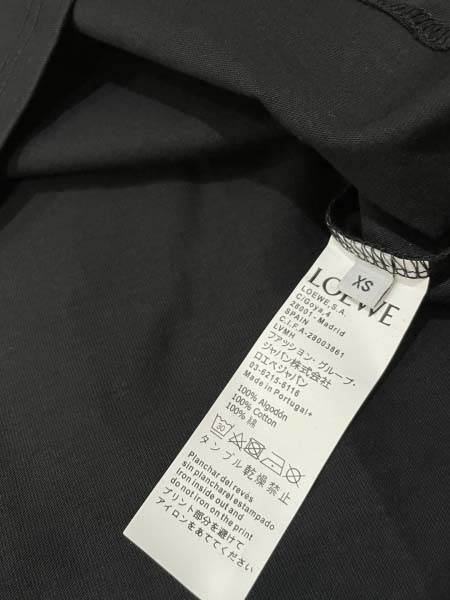 XS
LOEWE
LOEWE,S.A.
C/Goya,4
28001-Madrid
SPAIN
C.I.F.A-28003861
LVMH
ファッション・グループ・
ジャパン株式会社
ロエベジャパン
03-6215-6116
Made in Portugal+
100% Algodón
100% Cotton
100% 綿
30
タンブル乾燥禁止
Planchar del revés
sin planchar el estampado
iron inside out and
do not iron on the print
プリント部分を避けて
アイロンをあててください